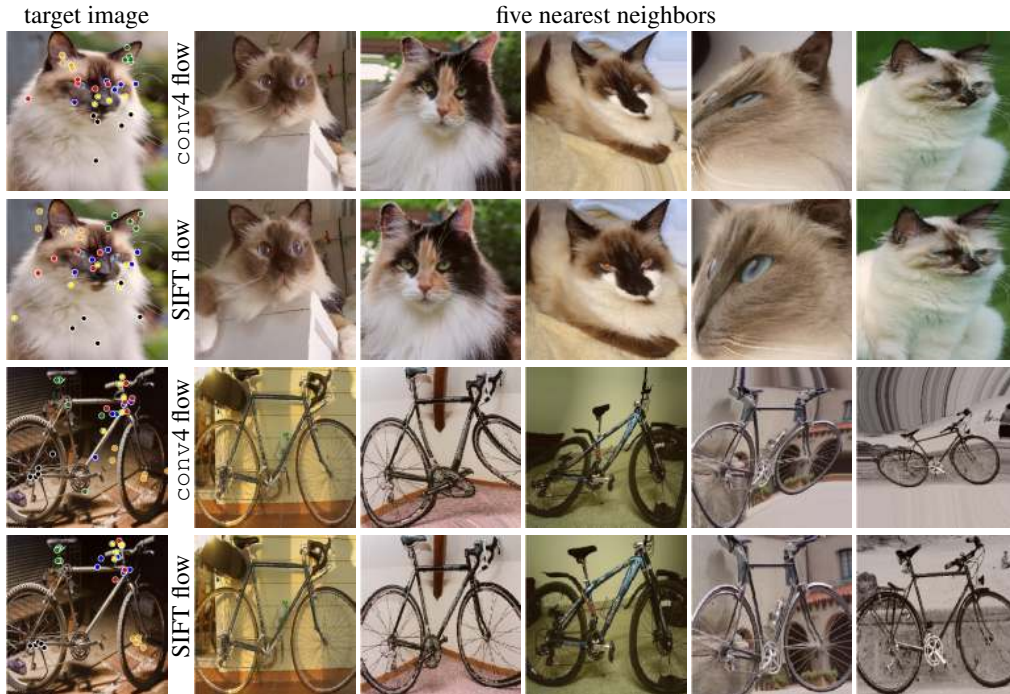 target image
five nearest neighbors
conv4 flow
SIFT flow
conv4 flow
SIFT flow